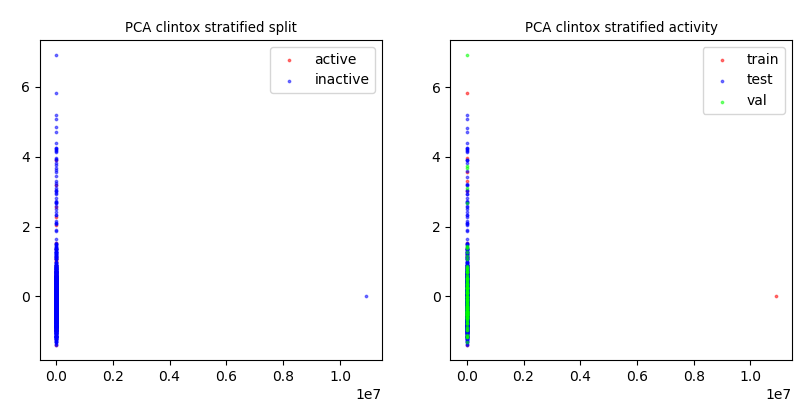 PCA clintox stratified split
active
inactive
6
4
2
0
0.0 0.2 0.4 0.6 0.8 1.0
1e7
PCA clintox stratified activity
train
test
val
6
4
2
0
0.0 0.2 0.4 0.6 0.8 1.0
1e7